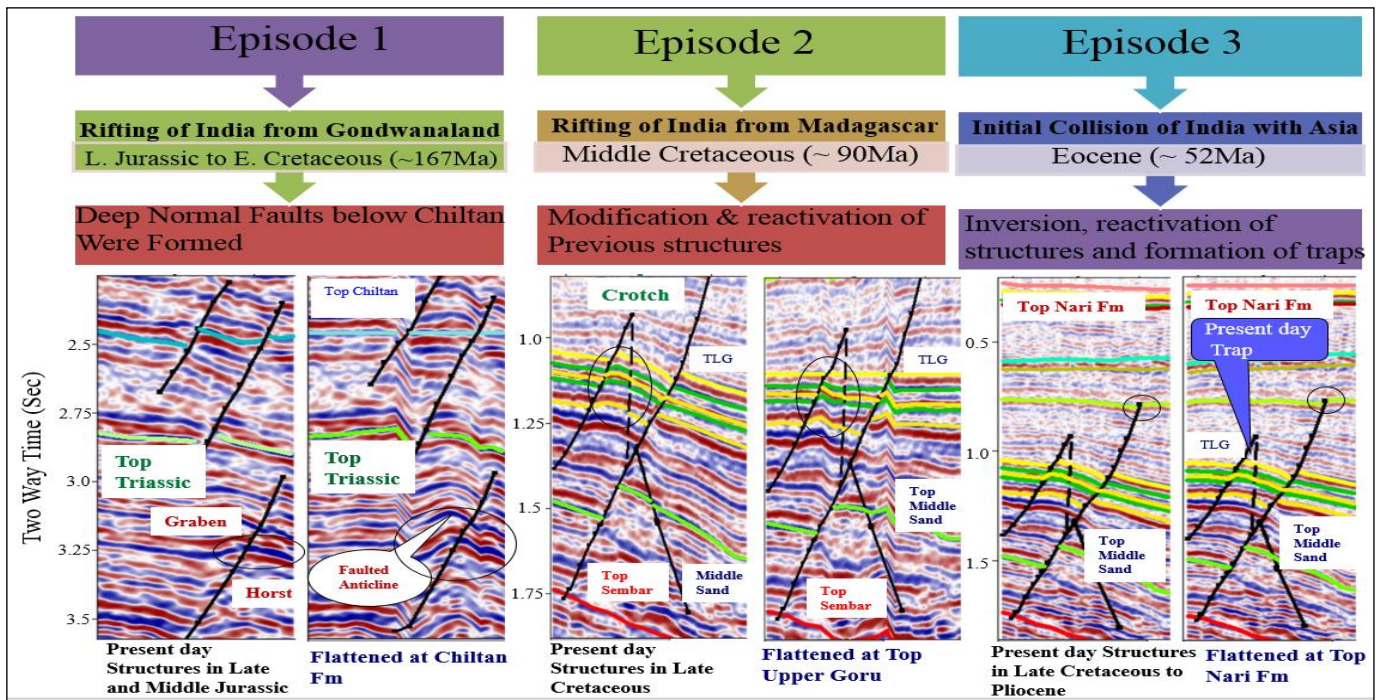 Episode 1
Rifting of India from Gondwanaland
L. Jurassic to E. Cretaceous (~167Ma)
Deep Normal Faults below Chiltan
Were Formed
Episode 2
Rifting of India from Madagascar
Middle Cretaceous (~ 90Ma)
Modification & reactivation of
Previous structures
Episode 3
Initial Collision of India with Asia
Eocene (~ 52Ma)
Inversion, reactivation of
structures and formation of traps
Two Way Time (Sec)
2.5
2.75
3.0
3.25
3.5
Top
Triassic
Graben
Horst
Present day
Structures in Late
and Middle Jurassic
Top Chiltan
Top
Triassic
Faulted
Anticline
Flattened at Chiltan
Fm
1.0
1.25
1.5
1.75
Crotch
TLG
Top
Sembar
Middle
Sand
Present day
Structures in Late
Cretaceous
TLG
Top
Middle
Sand
Top
Sembar
Flattened at Top
Upper Goru
0.5
1.0
1.5
Top Nari Fm
TLG
Top
Middle
Sand
Present day Structures
in Late Cretaceous to
Pliocene
Top Nari Fm
Present day
Trap
TLG
Top
Middle
Sand
Flattened at Top
Nari Fm